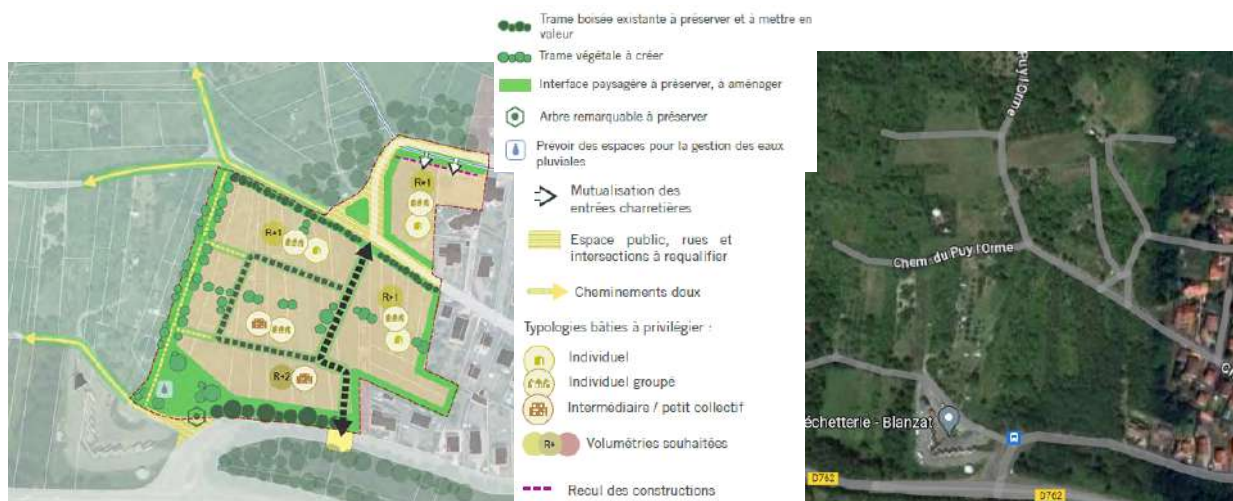 Trame boisée existante à préserver et à mettre en
valeur
Trame végétale à créer
Interface paysagère à préserver, à aménager
Arbre remarquable à préserver
Prévoir des espaces pour la gestion des eaux
pluviales
Mutualisation des
entrées charretières
Espace public, rues et
intersections à requalifier
Cheminements doux
Typologies bâties à privilégier :
Individuel
Individuel groupé
Intermédiaire / petit collectif
R+
Volumétries souhaitées
Recul des constructions
R+1
R+1
R+1
R+2
Puy l'Orme
Chem. du Puy l'Orme
échetterie - Blanzat
D762
D762